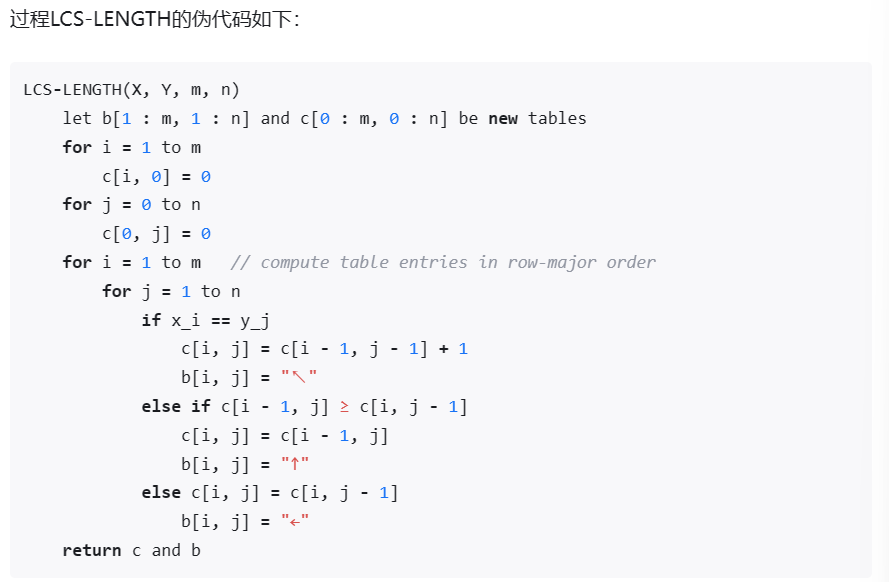 过程LCS-LENGTH的伪代码如下：
LCS-LENGTH(X, Y, m, n)
    let b[1 : m, 1 : n] and c[0 : m, 0 : n] be new tables
    for i = 1 to m
        c[i, 0] = 0
    for j = 0 to n
        c[0, j] = 0
    for i = 1 to m   // compute table entries in row-major order
        for j = 1 to n
            if x_i == y_j
                c[i, j] = c[i - 1, j - 1] + 1
                b[i, j] = "↖"
            else if c[i - 1, j] ≥ c[i, j - 1]
                c[i, j] = c[i - 1, j]
                b[i, j] = "↑"
            else c[i, j] = c[i, j - 1]
                b[i, j] = "←"
    return c and b